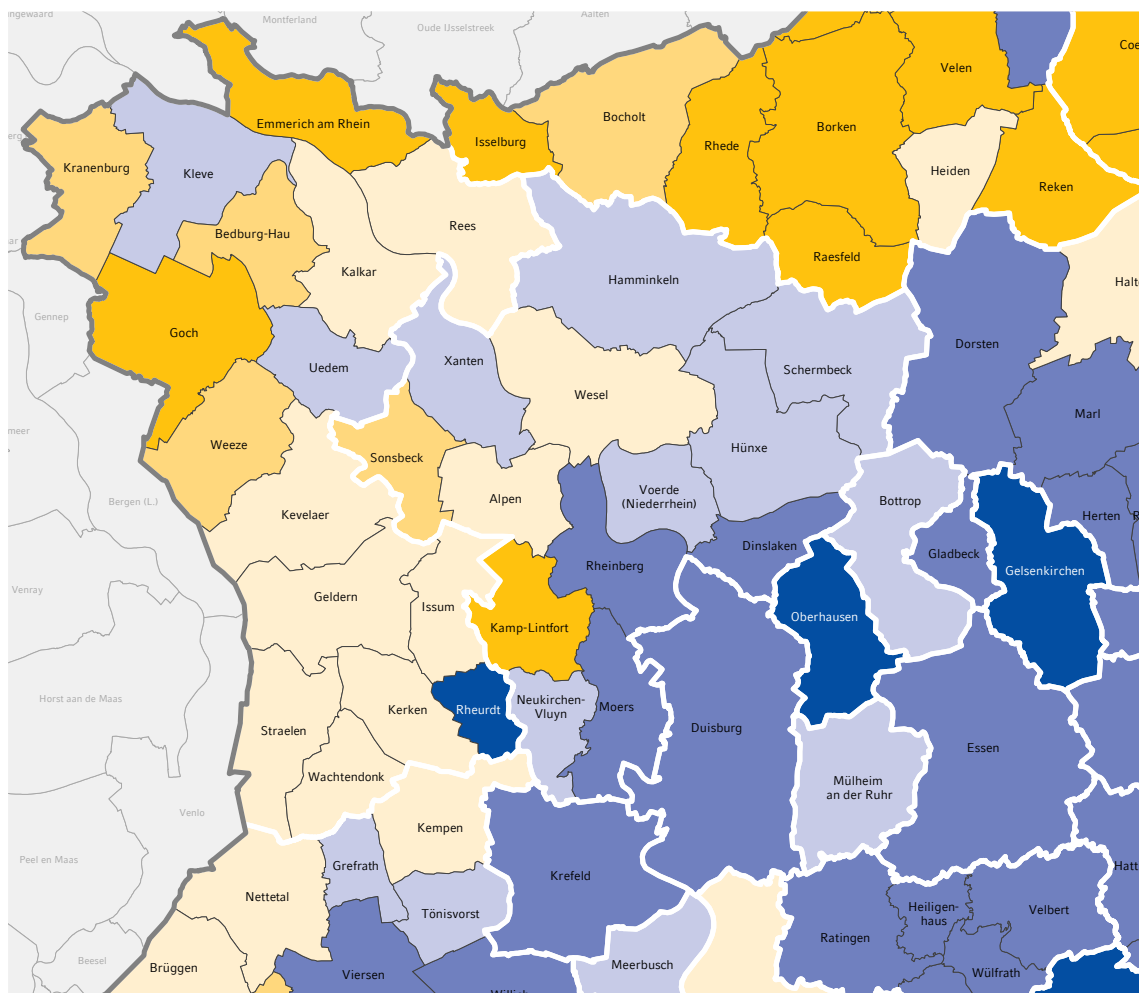 Montferland
Oude IJsselstreek
Aalten
Velen
Emmerich am Rhein
Isselburg
Bocholt
Rhede
Borken
Kranenburg
Kleve
Heiden
Reken
Bedburg-Hau
Rees
Kalkar
Hamminkeln
Raesfeld
Gennep
Goch
Uedem
Xanten
Wesel
Schermbeck
Dorsten
Marl
Weeze
Sonsbeck
Hünxe
Bergen (L.)
Kevelaer
Alpen
Voerde
(Niederrhein)
Bottrop
Herten
Dinslaken
Gladbeck
Gelsenkirchen
Rheinberg
Venray
Geldern
Issum
Kamp-Lintfort
Oberhausen
Horst aan de Maas
Straelen
Kerken
Rheurdt
Neukirchen-
Vluyn
Moers
Duisburg
Essen
Wachtendonk
Mülheim
an der Ruhr
Venlo
Kempen
Peel en Maas
Grefrath
Krefeld
Nettetal
Tönisvorst
Heiligen-
haus
Velbert
Ratingen
Beesel
Brüggen
Viersen
Meerbusch
Wülfrath